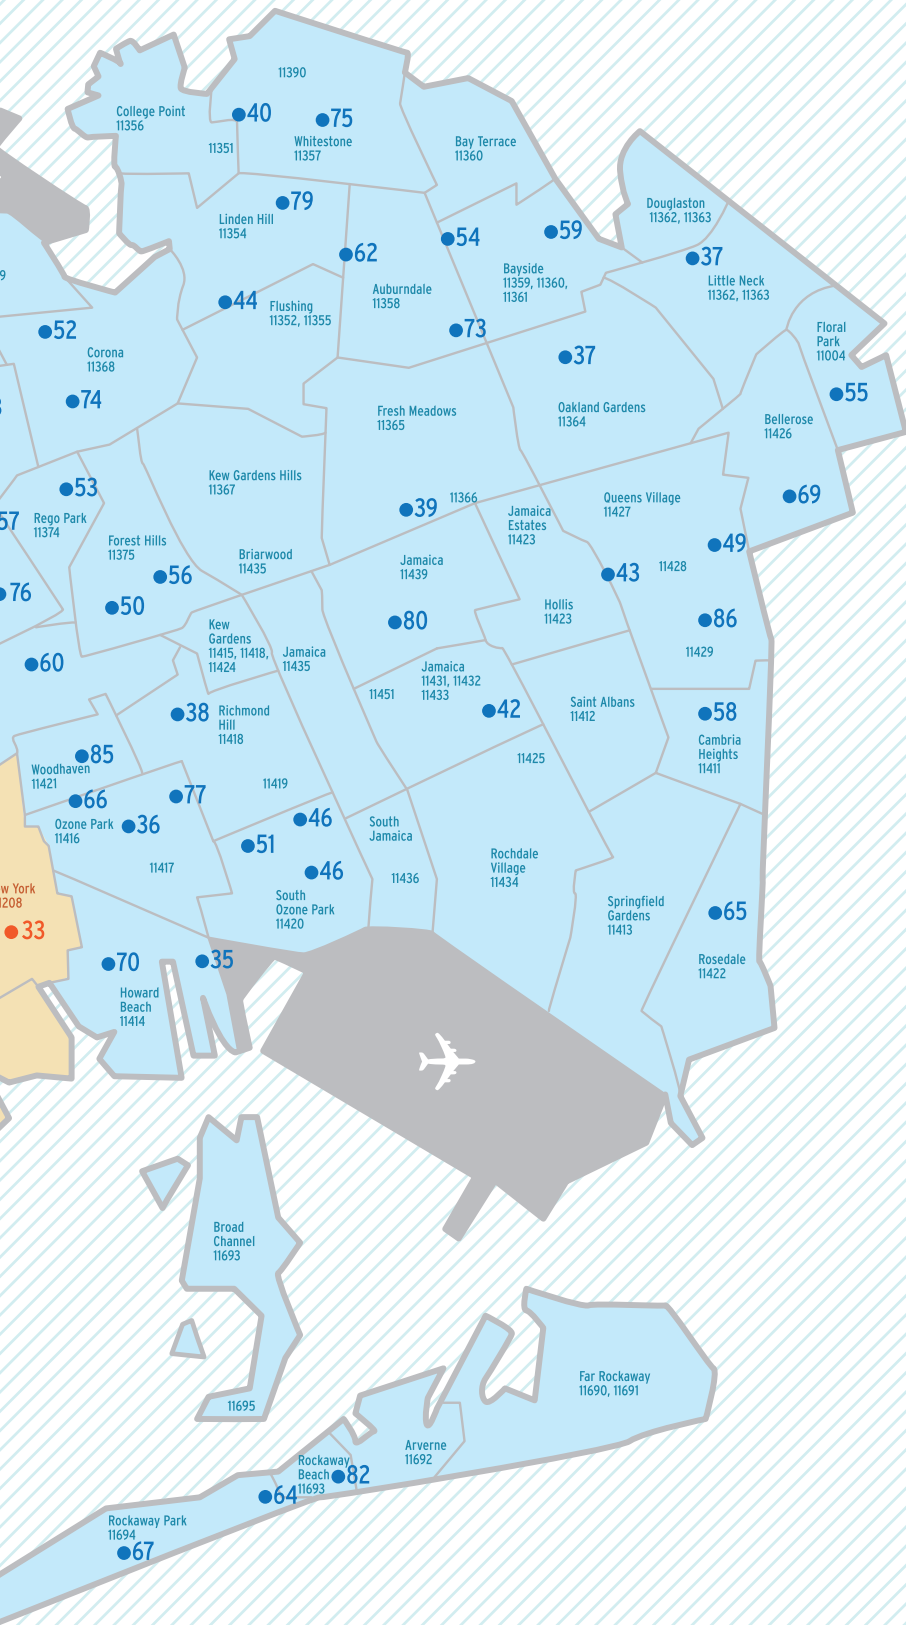 11390
College Point
11356
40
75
11351
Whitestone
11357
Bay Terrace
11360
79
Linden Hill
11354
Douglaston
11362, 11363
54
59
62
37
9
Bayside
11359, 11360,
11361
Little Neck
11362, 11363
44
Auburndale
11358
Flushing
11352, 11355
52
73
Floral
Park
11004
Corona
11368
37
74
55
Fresh Meadows
11365
Oakland Gardens
11364
Bellerose
11426
Kew Gardens Hills
11367
53
69
39
11366
Queens Village
11427
57
Rego Park
11374
Jamaica
Estates
11423
Forest Hills
11375
49
Briarwood
11435
Jamaica
11439
56
43
11428
76
50
Hollis
11423
80
86
Kew
Gardens
11415, 11418,
11424
Jamaica
11435
11429
60
Jamaica
11431, 11432
11433
11451
42
Saint Albans
11412
38
Richmond
Hill
11418
58
Cambria
Heights
11411
85
Woodhaven
11421
11425
11419
66
77
Ozone Park
11416
36
46
South
Jamaica
51
11417
46
11436
Rochdale
Village
11434
w York
1208
South
Ozone Park
11420
Springfield
Gardens
11413
65
33
70
35
Rosedale
11422
Howard
Beach
11414
Broad
Channel
11693
11695
Far Rockaway
11690, 11691
Arverne
11692
Rockaway
Beach
11693
82
64
Rockaway Park
11694
67